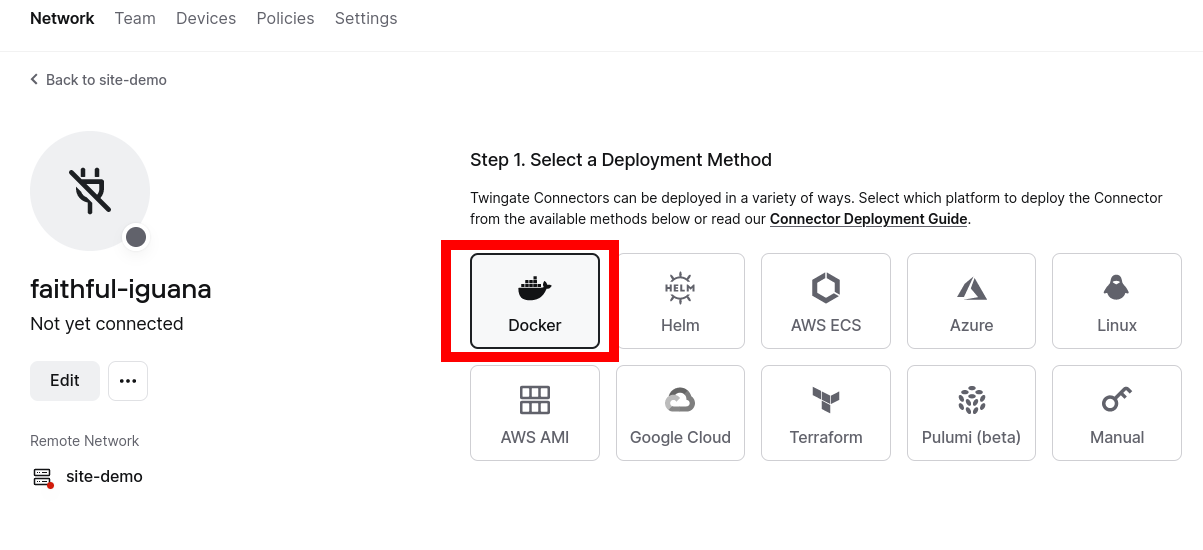 Network Team Devices Policies Settings
Back to site-demo
faithful-iguana
Not yet connected
Edit
Remote Network
site-demo
Step 1. Select a Deployment Method
Twingate Connectors can be deployed in a variety of ways. Select which platform to deploy the Connector
from the available methods below or read our Connector Deployment Guide.
Docker
HELM
Helm
AWS ECS
Azure
Linux
AWS AMI
Google Cloud
Terraform
Pulumi (beta)
Manual